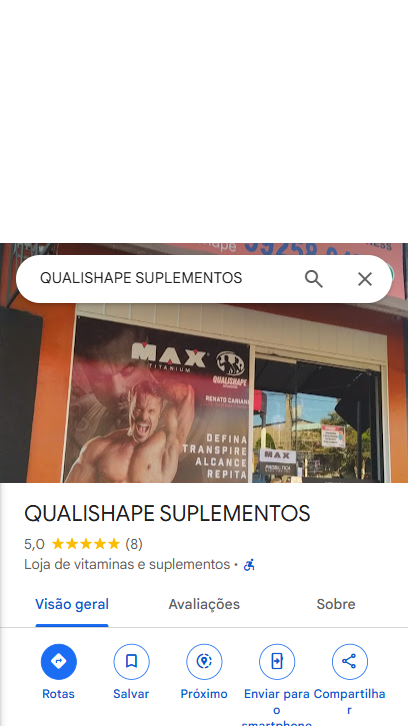 QUALISHAPE SUPLEMENTOS
MAX
TITANIUM
QUALISHAPE
RENATO CARIANI
DEFINA
TRANSPIRE
ALCANCE
REPITA
MAX
PROBIÓTICA
QUALISHAPE SUPLEMENTOS
5,0 ★★★★★ (8)
Loja de vitaminas e suplementos ·
Visão geral Avaliações Sobre
Rotas Salvar Próximo Enviar para o smartphone Compartilhar